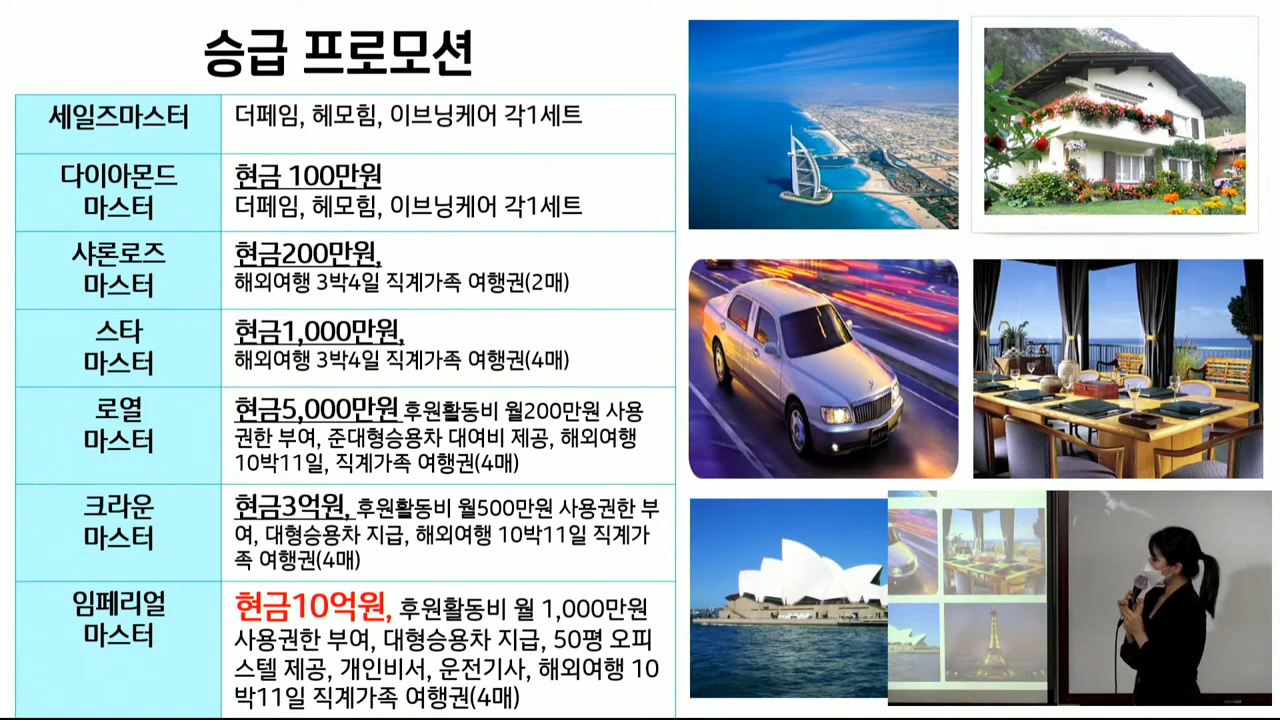 승급 프로모션
세일즈마스터
더페임, 헤모힘, 이브닝케어 각1세트
다이아몬드
마스터
현금 100만원
더페임, 헤모힘, 이브닝케어 각1세트
샤론로즈
마스터
현금200만원,
해외여행 3박4일 직계가족 여행권(2매)
스타
마스터
현금1,000만원,
해외여행 3박4일 직계가족 여행권(4매)
로열
마스터
현금5,000만원 후원활동비 월200만원 사용
권한 부여, 준대형승용차 대여비 제공, 해외여행
10박11일, 직계가족 여행권(4매)
크라운
마스터
현금3억원, 후원활동비 월500만원 사용권한 부
여, 대형승용차 지급, 해외여행 10박11일 직계가
족 여행권(4매)
임페리얼
마스터
현금10억원, 후원활동비 월 1,000만원
사용권한 부여, 대형승용차 지급, 50평 오피
스텔 제공, 개인비서, 운전기사, 해외여행 10
박11일 직계가족 여행권(4매)